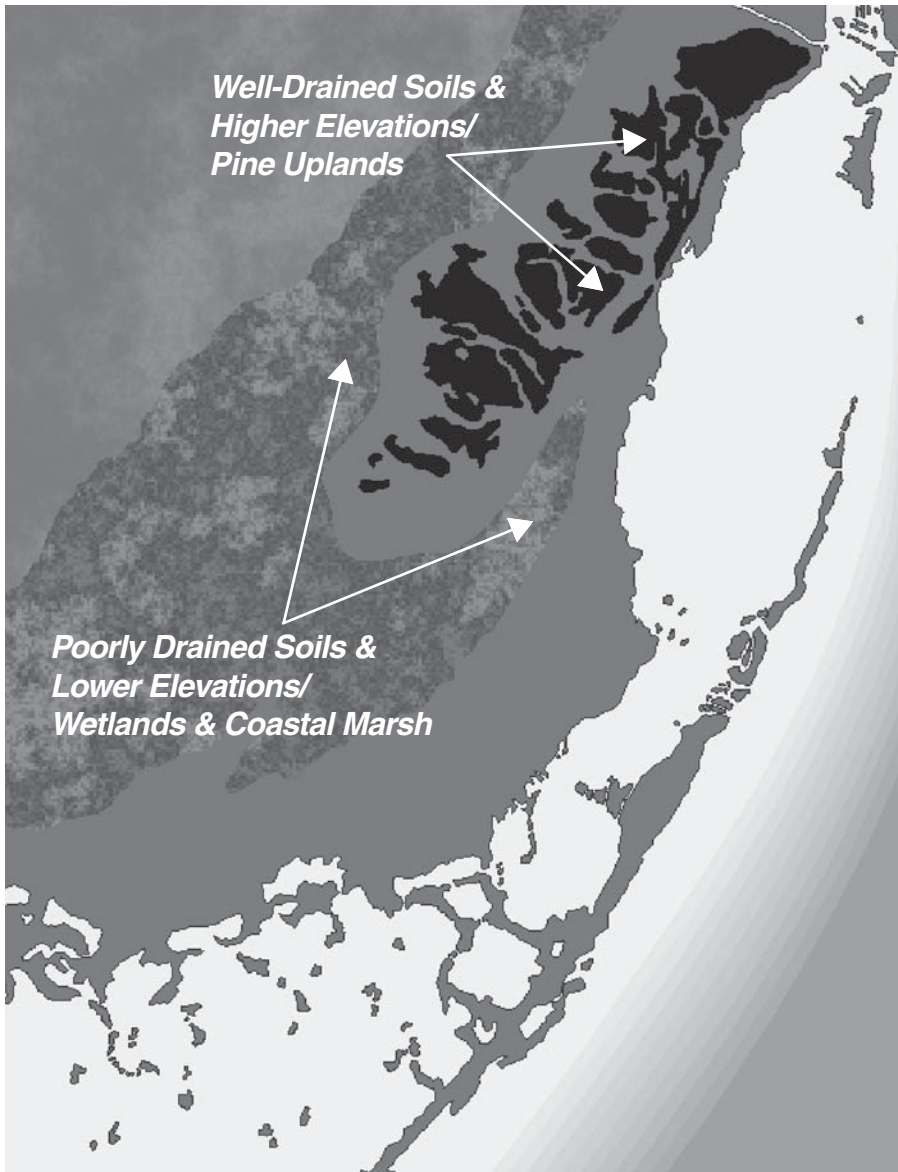 Well-Drained Soils &
Higher Elevations/
Pine Uplands
Poorly Drained Soils &
Lower Elevations/
Wetlands & Coastal Marsh